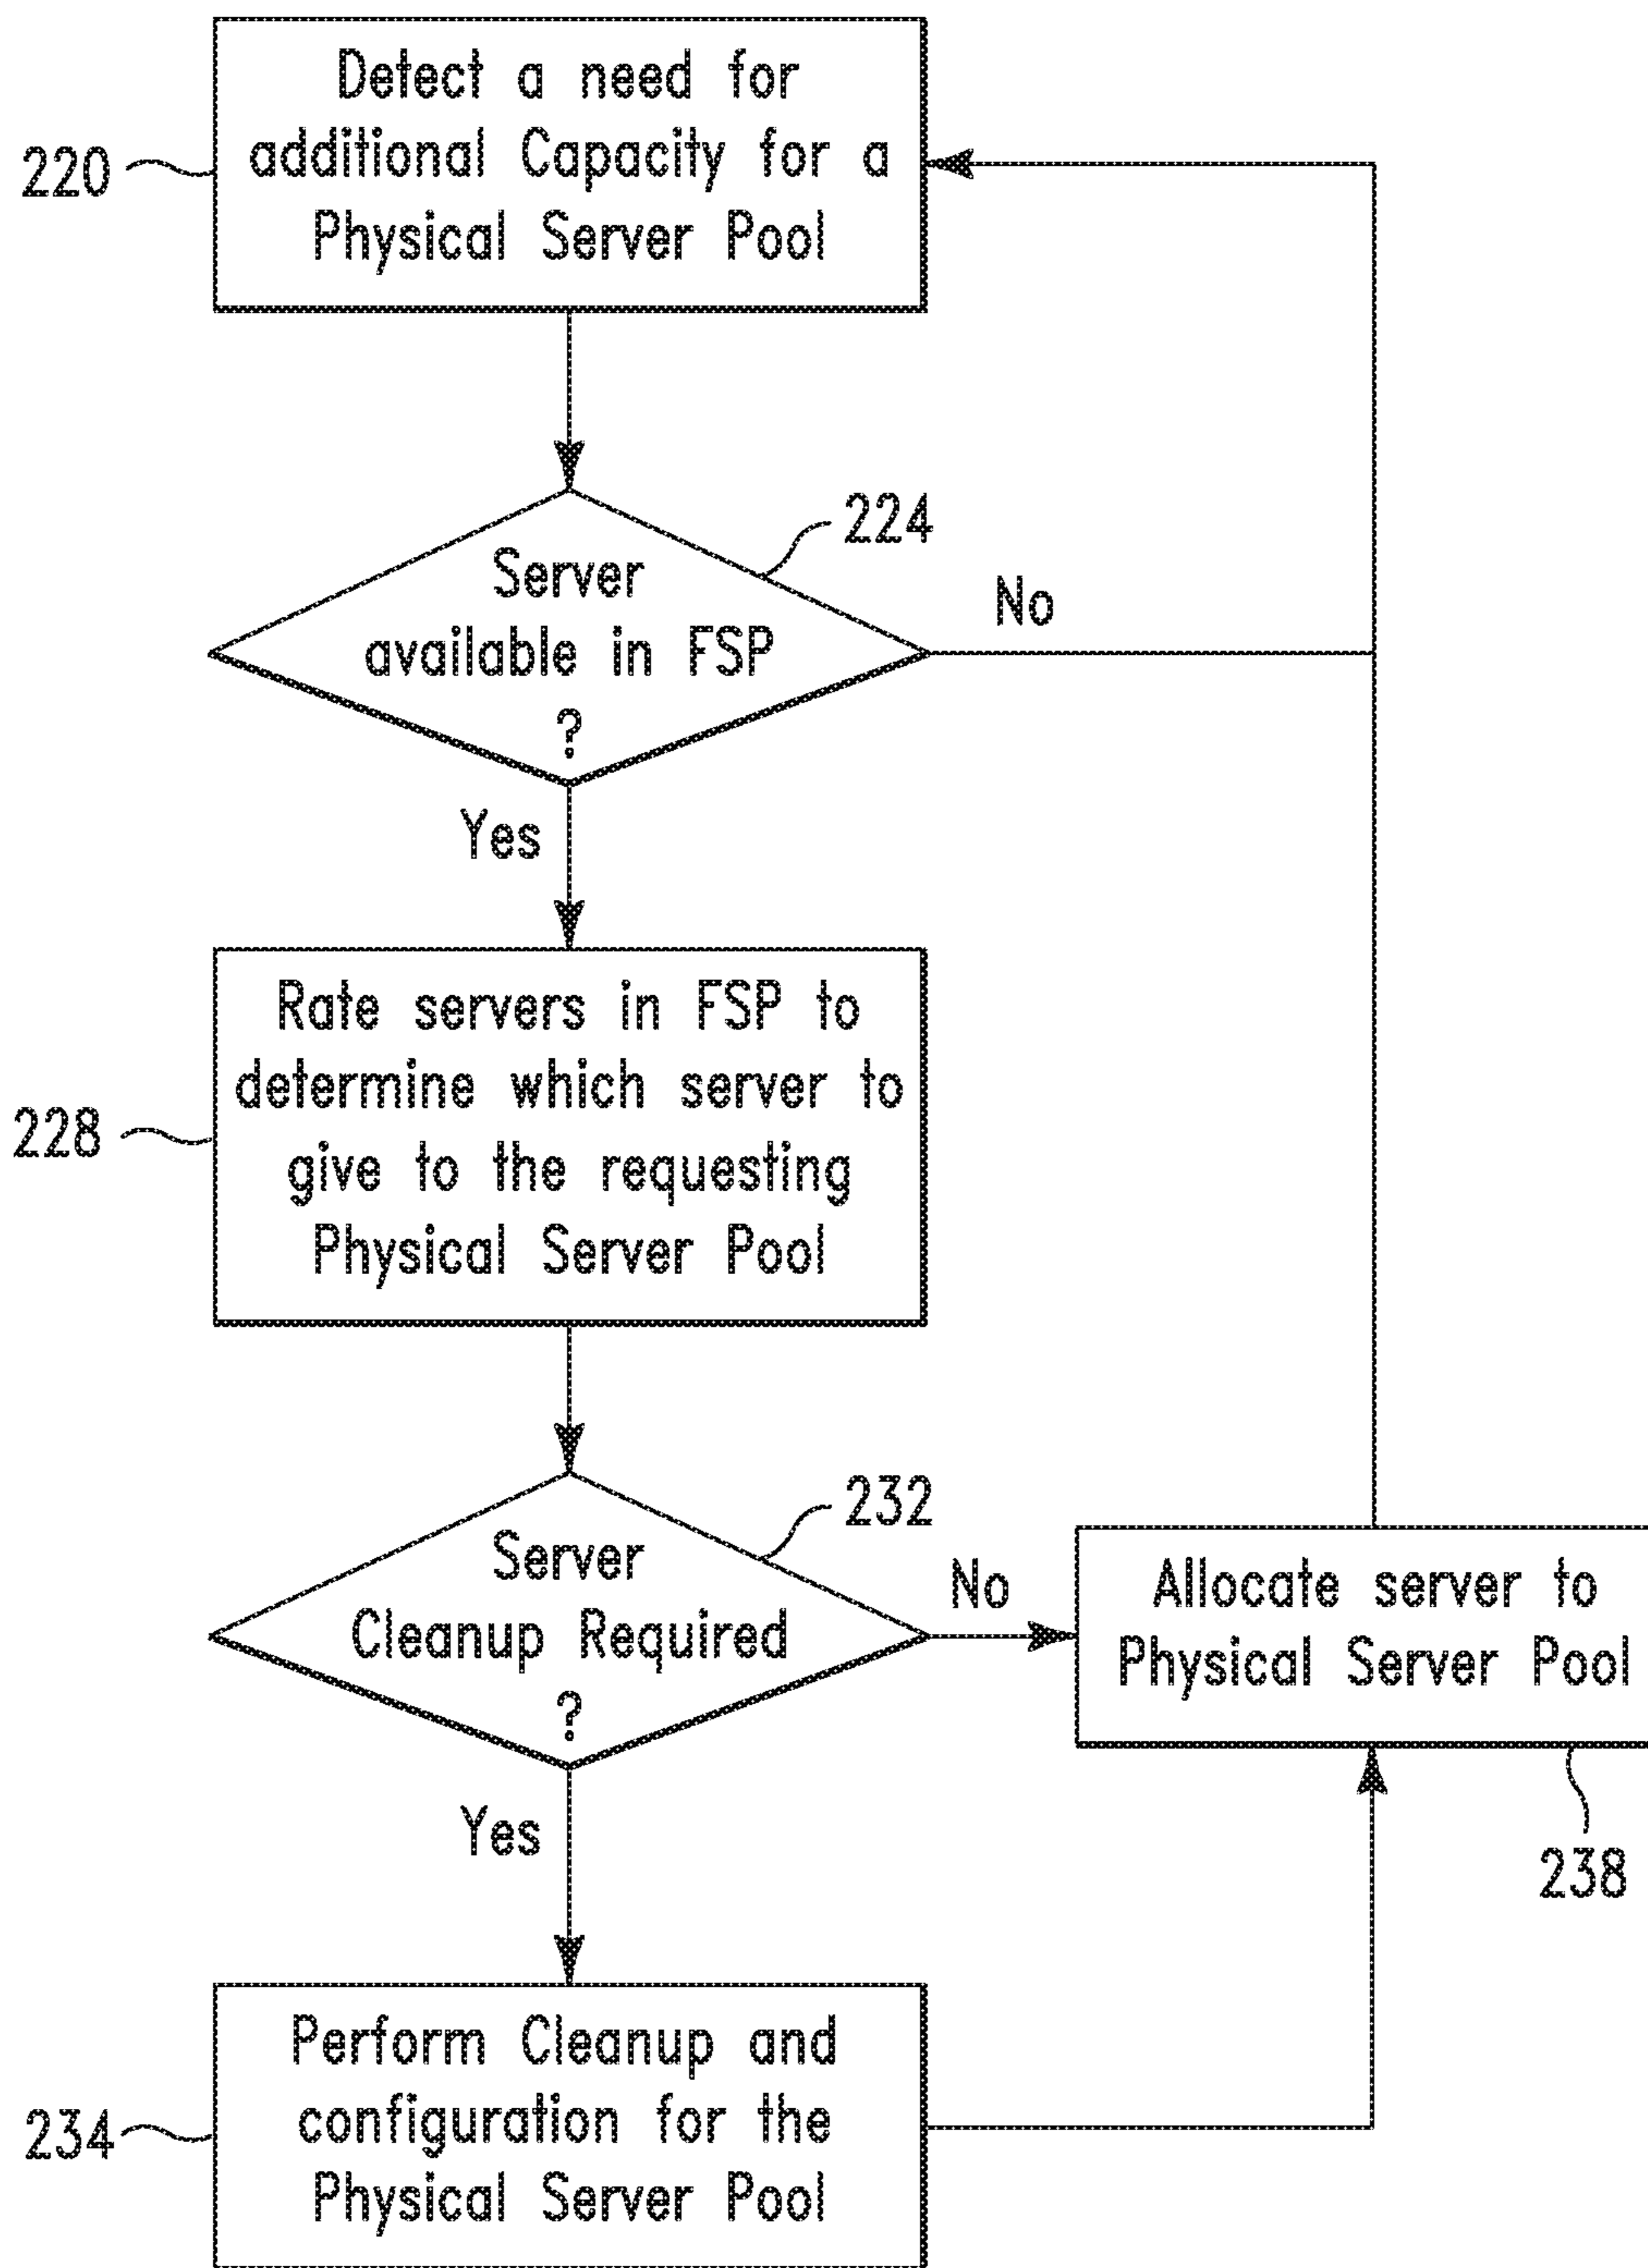 Detect a need for
additional Capacity for a
Physical Server Pool
220
224
Server
available in FSP
?
No
Yes
Rate servers in FSP to
determine which server to
give to the requesting
Physical Server Pool
228
232
Server
Cleanup Required
?
No
Allocate server to
Physical Server Pool
238
Yes
Perform Cleanup and
configuration for the
Physical Server Pool
234